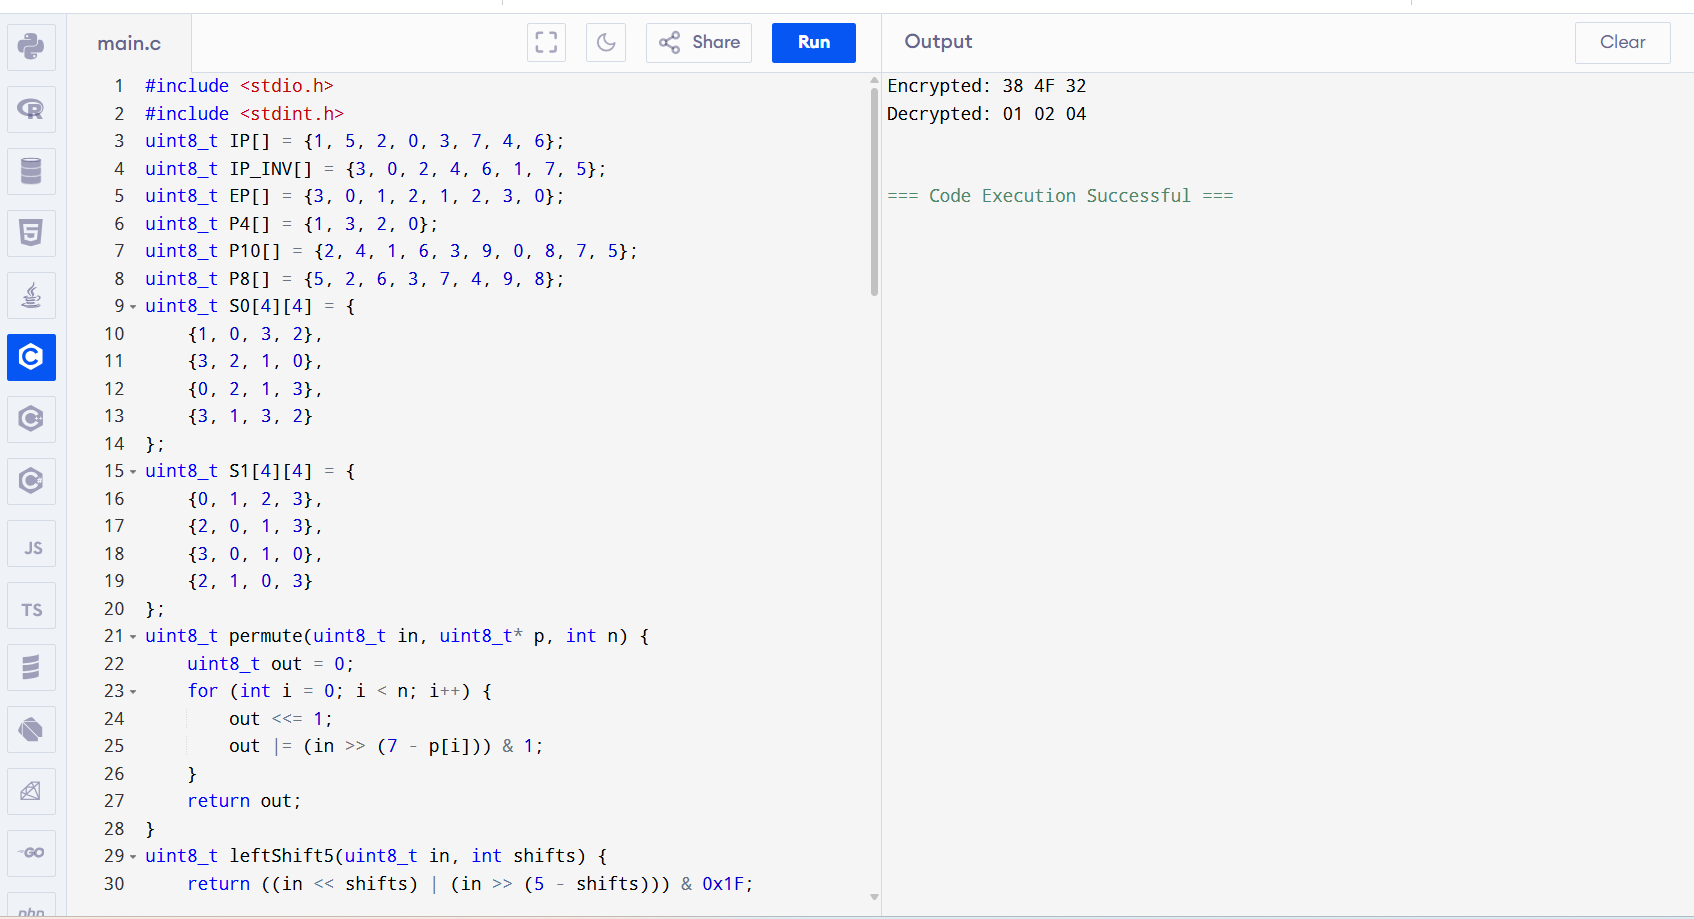 main.c
Share
Run
Output
Clear
1 #include <stdio.h>
2 #include <stdint.h>
3 uint8_t IP[] = {1, 5, 2, 0, 3, 7, 4, 6};
4 uint8_t IP_INV[] = {3, 0, 2, 4, 6, 1, 7, 5};
5 uint8_t EP[] = {3, 0, 1, 2, 1, 2, 3, 0};
6 uint8_t P4[] = {1, 3, 2, 0};
7 uint8_t P10[] = {2, 4, 1, 6, 3, 9, 0, 8, 7, 5};
8 uint8_t P8[] = {5, 2, 6, 3, 7, 4, 9, 8};
9 uint8_t S0[4][4] = {
10     {1, 0, 3, 2},
11     {3, 2, 1, 0},
12     {0, 2, 1, 3},
13     {3, 1, 3, 2}
14 };
15 uint8_t S1[4][4] = {
16     {0, 1, 2, 3},
17     {2, 0, 1, 3},
18     {3, 0, 1, 0},
19     {2, 1, 0, 3}
20 };
21 uint8_t permute(uint8_t in, uint8_t* p, int n) {
22     uint8_t out = 0;
23     for (int i = 0; i < n; i++) {
24         out <<= 1;
25         out |= (in >> (7 - p[i])) & 1;
26     }
27     return out;
28 }
29 uint8_t leftShift5(uint8_t in, int shifts) {
30     return ((in << shifts) | (in >> (5 - shifts))) & 0x1F;
Encrypted: 38 4F 32
Decrypted: 01 02 04
=== Code Execution Successful ===
R
5
C
C
C
JS
TS
GO
php